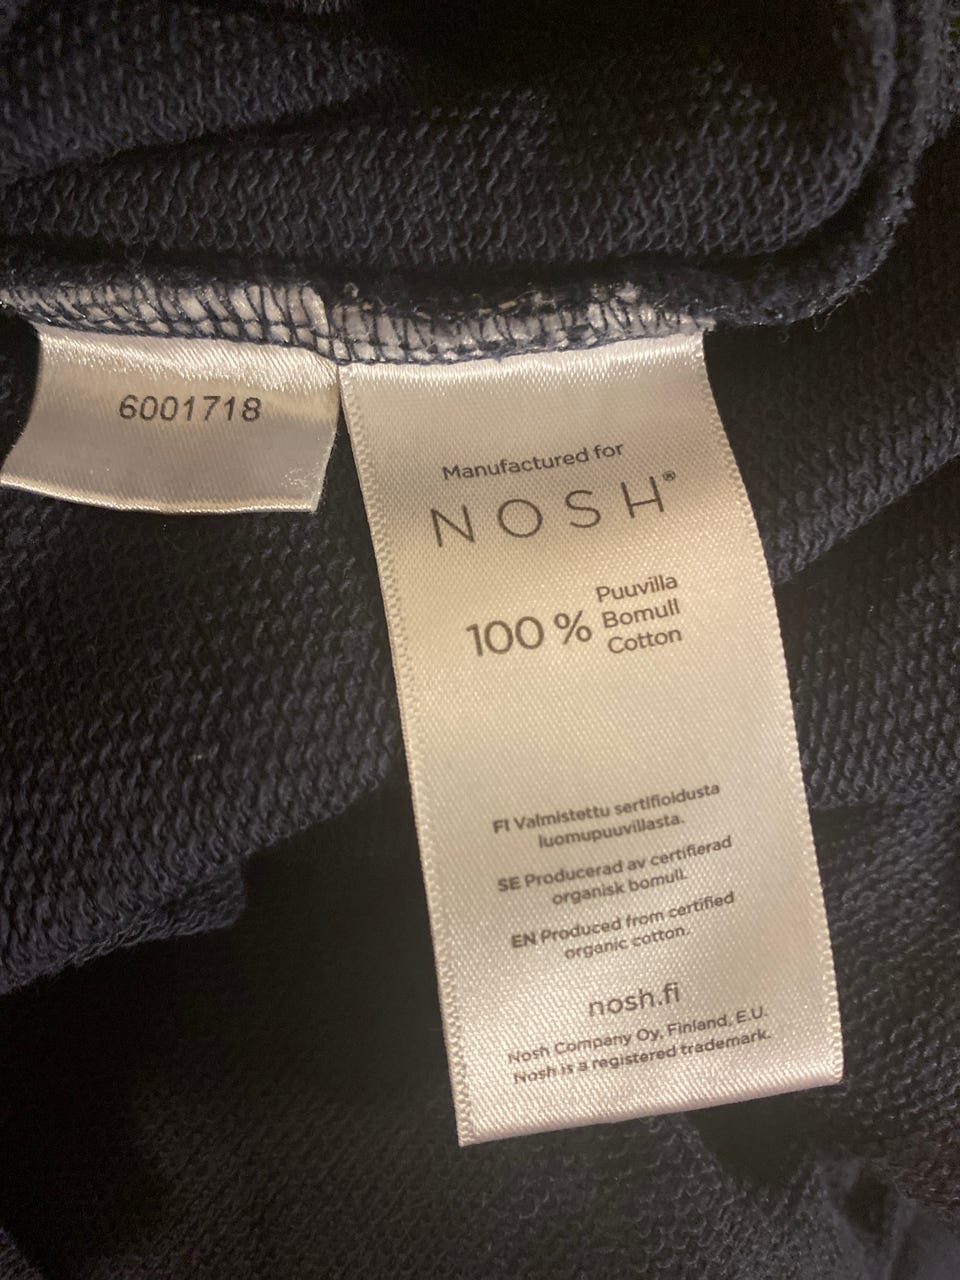 6001718
Manufactured for
NOSH®
100 % Puuvilla
Bomull
Cotton
FI Valmistettu sertifioidusta
luomupuuvillasta.
SE Producerad av certifierad
organisk bomull.
EN Produced from certified
organic cotton.
nosh.fi
Nosh Company Oy, Finland, E.U.
Nosh is a registered trademark.